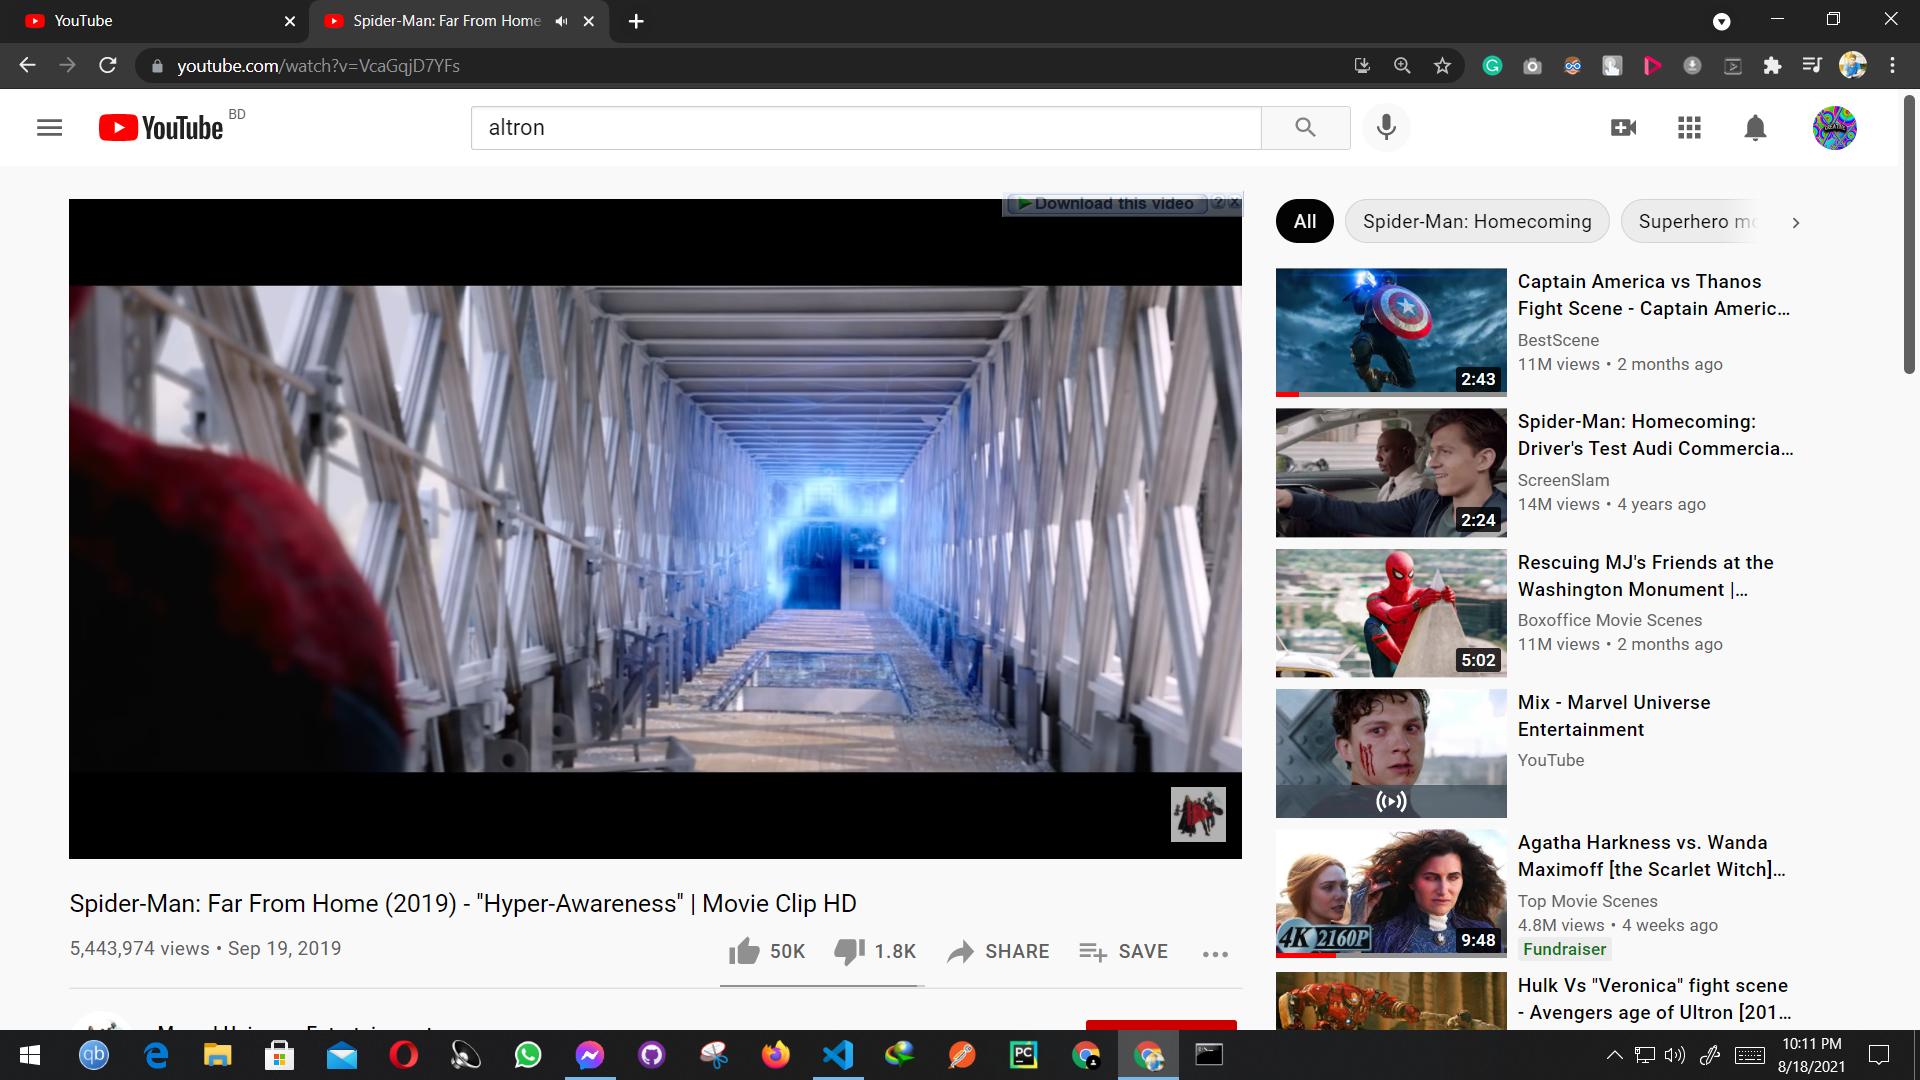 YouTube
Spider-Man: Far From Home
youtube.com/watch?v=VcaGqjD7YFs
YouTube BD
altron
Download this video
All
Spider-Man: Homecoming
Superhero
Captain America vs Thanos
Fight Scene - Captain Americ...
BestScene
11M views • 2 months ago
2:43
Spider-Man: Homecoming:
Driver's Test Audi Commercia...
ScreenSlam
14M views • 4 years ago
2:24
Rescuing MJ's Friends at the
Washington Monument |...
Boxoffice Movie Scenes
11M views • 2 months ago
5:02
Mix - Marvel Universe
Entertainment
YouTube
Agatha Harkness vs. Wanda
Maximoff [the Scarlet Witch]...
Top Movie Scenes
4.8M views • 4 weeks ago
Fundraiser
4K 2160P
9:48
Hulk Vs "Veronica" fight scene
- Avengers age of Ultron [201...
Spider-Man: Far From Home (2019) - "Hyper-Awareness" | Movie Clip HD
5,443,974 views • Sep 19, 2019
50K
1.8K
SHARE
SAVE
qb
PC
10:11 PM
8/18/2021